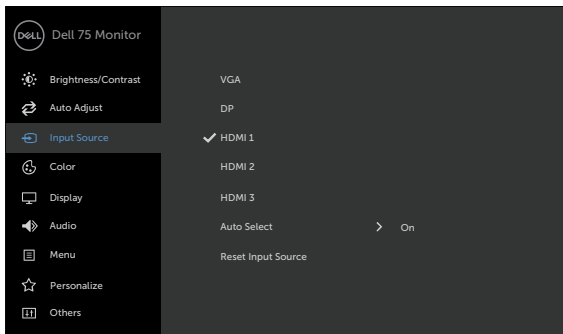 DELL Dell 75 Monitor
Brightness/Contrast
VGA
Auto Adjust
DP
Input Source
HDMI 1
Color
HDMI 2
Display
HDMI 3
Audio
Auto Select On
Menu
Reset Input Source
Personalize
Others